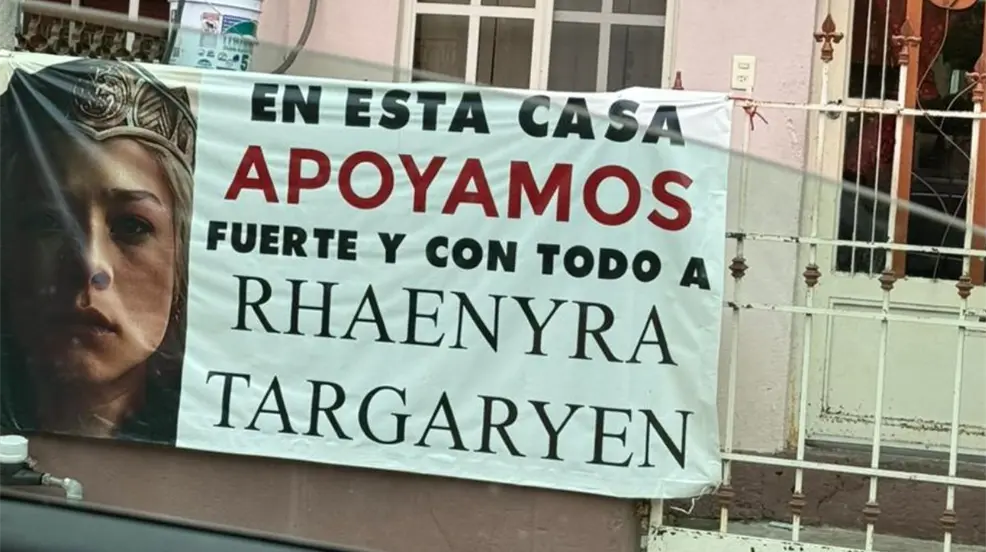 EN ESTA CASA
APOYAMOS
FUERTE Y CON TODO A
RHAENYRA
TARGARYEN